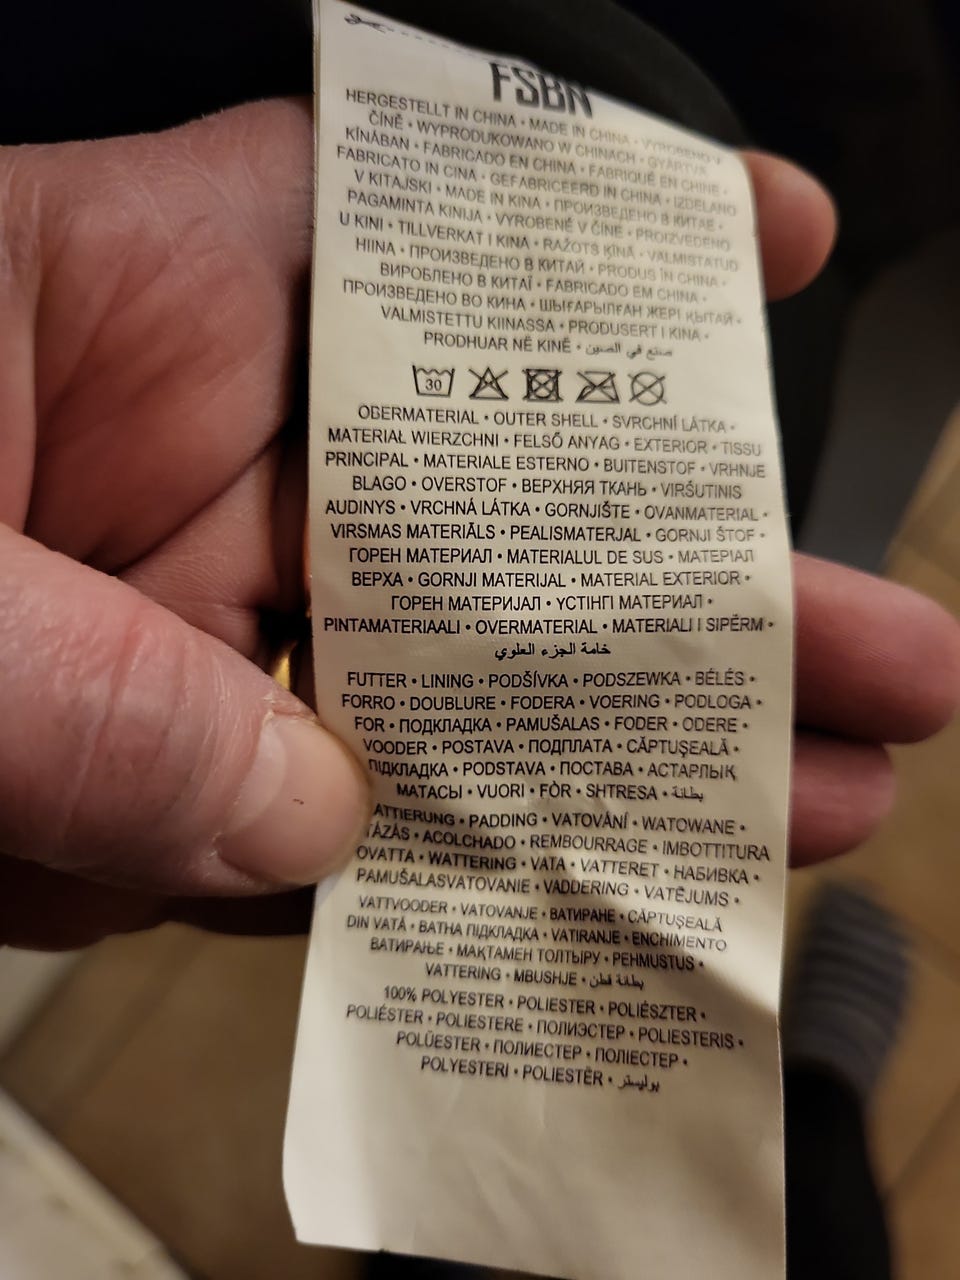 FSBN
HERGESTELLT IN CHINA • MADE IN CHINA • VYROBENO V
ČÍNĚ • WYPRODUKOWANO W CHINACH • GYÁRTVA
KÍNÁBAN • FABRICADO EN CHINA • FABRIQUÉ EN CHINE •
FABRICATO IN CINA • GEFABRICEERD IN CHINA • IZDELANO
V KITAJSKI • MADE IN KINA • ПРОИЗВЕДЕНО В КИТАЕ •
PAGAMINTA KINIJA • VYROBENÉ V ČÍNE • PROIZVEDENO
U KINI • TILLVERKAT I KINA • RAŽOTS ĶĪNĀ • VALMISTATUD
HIINA • ПРОИЗВЕДЕНО В КИТАЙ • PRODUS ÎN CHINA •
ВИРОБЛЕНО В КИТАЇ • FABRICADO EM CHINA •
ПРОИЗВЕДЕНО ВО КИНА • ШЫҒАРЫЛҒАН ЖЕРІ ҚЫТАЙ •
VALMISTETTU KIINASSA • PRODUSERT I KINA •
PRODHUAR NË KINË • صنع في الصين
30
OBERMATERIAL • OUTER SHELL • SVRCHNÍ LÁTKA •
MATERIAŁ WIERZCHNI • FELSŐ ANYAG • EXTERIOR • TISSU
PRINCIPAL • MATERIALE ESTERNO • BUITENSTOF • VRHNJE
BLAGO • OVERSTOF • ВЕРХНЯЯ ТКАНЬ • VIRŠUTINIS
AUDINYS • VRCHNÁ LÁTKA • GORNJIŠTE • OVANMATERIAL •
VIRSMAS MATERIĀLS • PEALISMATERJAL • GORNJI ŠTOF •
ГОРЕН МАТЕРИАЛ • MATERIALUL DE SUS • МАТЕРІАЛ
ВЕРХА • GORNJI MATERIJAL • MATERIAL EXTERIOR •
ГОРЕН МАТЕРИЈАЛ • ҮСТІНГІ МАТЕРИАЛ •
PINTAMATERIAALI • OVERMATERIAL • MATERIALI I SIPËRM •
خامة الجزء العلوي
FUTTER • LINING • PODŠÍVKA • PODSZEWKA • BÉLÉS •
FORRO • DOUBLURE • FODERA • VOERING • PODLOGA •
FOR • ПОДКЛАДКА • PAMUŠALAS • FODER • ODERE •
VOODER • POSTAVA • ПОДПЛАТА • CĂPTUŞEALĂ •
ПІДКЛАДКА • PODSTAVA • ПОСТАВА • АСТАРЛЫҚ
МАТАСЫ • VUORI • FÒR • SHTRESA • بطانة
ATTIERUNG • PADDING • VATOVÁNÍ • WATOWANE •
TÁZÁS • ACOLCHADO • REMBOURRAGE • IMBOTTITURA
OVATTA • WATTERING • VATA • VATTERET • НАБИВКА •
PAMUŠALASVATOVANIE • VADDERING • VATĒJUMS •
VATTVOODER • VATOVANJE • ВАТИРАНЕ • CĂPTUŞEALĂ
DIN VATĂ • ВАТНА ПІДКЛАДКА • VATIRANJE • ENCHIMENTO
ВАТИРАЊЕ • МАҚТАМЕН ТОЛТЫРУ • PEHMUSTUS •
VATTERING • MBUSHJE • بطانة قطن
100% POLYESTER • POLIESTER • POLIÉSZTER •
POLIÉSTER • POLIESTERE • ПОЛИЭСТЕР • POLIESTERIS •
POLÜESTER • ПОЛИЕСТЕР • ПОЛІЕСТЕР •
POLYESTERI • POLIESTËR • بوليستر